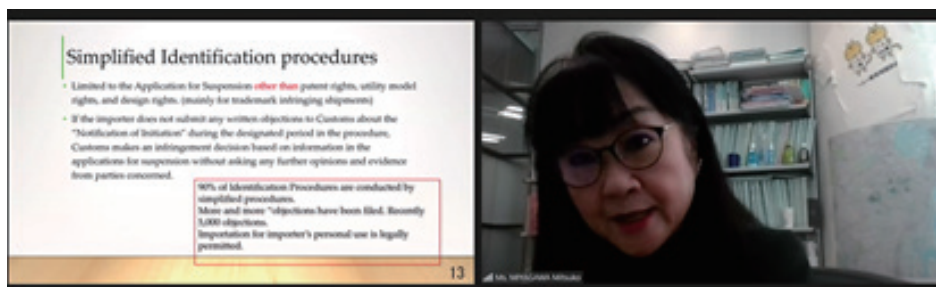 Simplified Identification procedures
• Limited to the Application for Suspension other than patent rights, utility model
rights, and design rights. (mainly for trademark infringing shipments)
• If the importer does not submit any written objections to Customs about the
"Notification of Initiation" during the designated period in the procedure,
Customs makes an infringement decision based on information in the
applications for suspension without asking any further opinions and evidence
from parties concerned.
90% of Identification Procedures are conducted by
simplified procedures.
More and more "objections have been filed. Recently
5,000 objections.
Importation for importer's personal use is legally
permitted.
13
Ms. MIYAGAWA Mitsuko